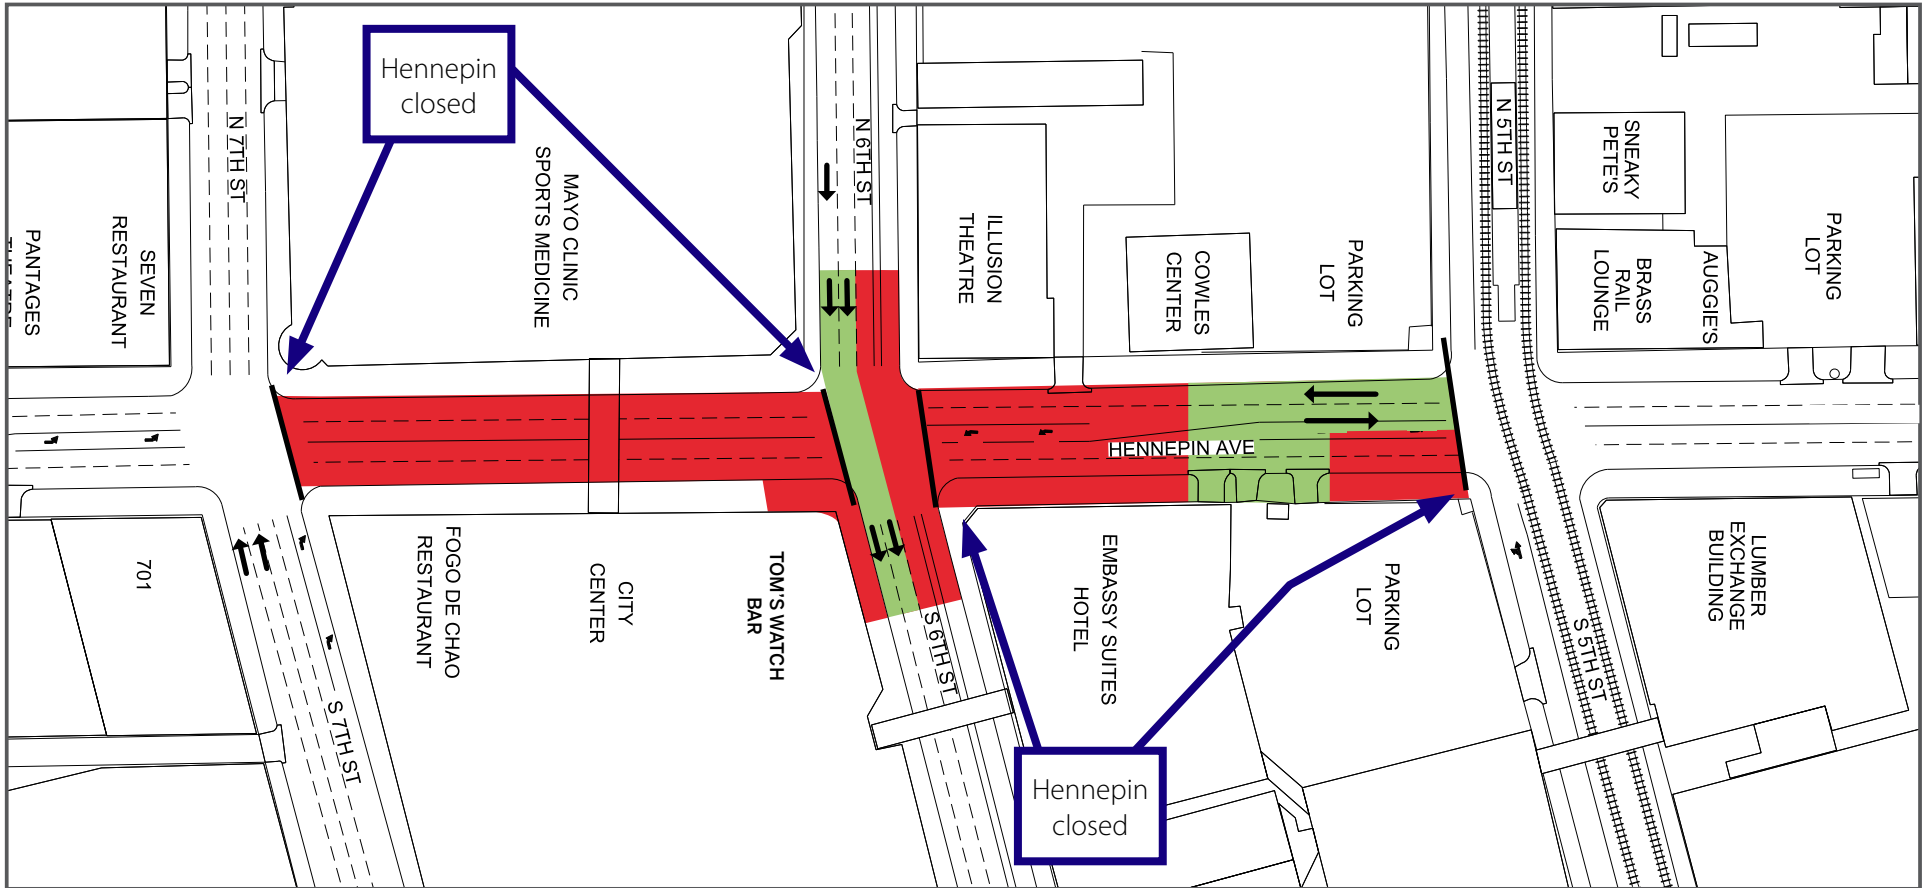 Hennepin
closed
N 7TH ST
N 6TH ST
N 5TH ST
SNEAKY
PETE'S
MAYO CLINIC
SPORTS MEDICINE
ILLUSION
THEATRE
COWLES
CENTER
PARKING
LOT
BRASS
RAIL
LOUNGE
AUGGIE'S
PARKING
LOT
PANTAGES
SEVEN
RESTAURANT
HENNEPIN AVE
701
FOGO DE CHAO
RESTAURANT
CITY
CENTER
TOM'S WATCH
BAR
EMBASSY SUITES
HOTEL
PARKING
LOT
LUMBER
EXCHANGE
BUILDING
S 7TH ST
S 6TH ST
S 5TH ST
Hennepin
closed